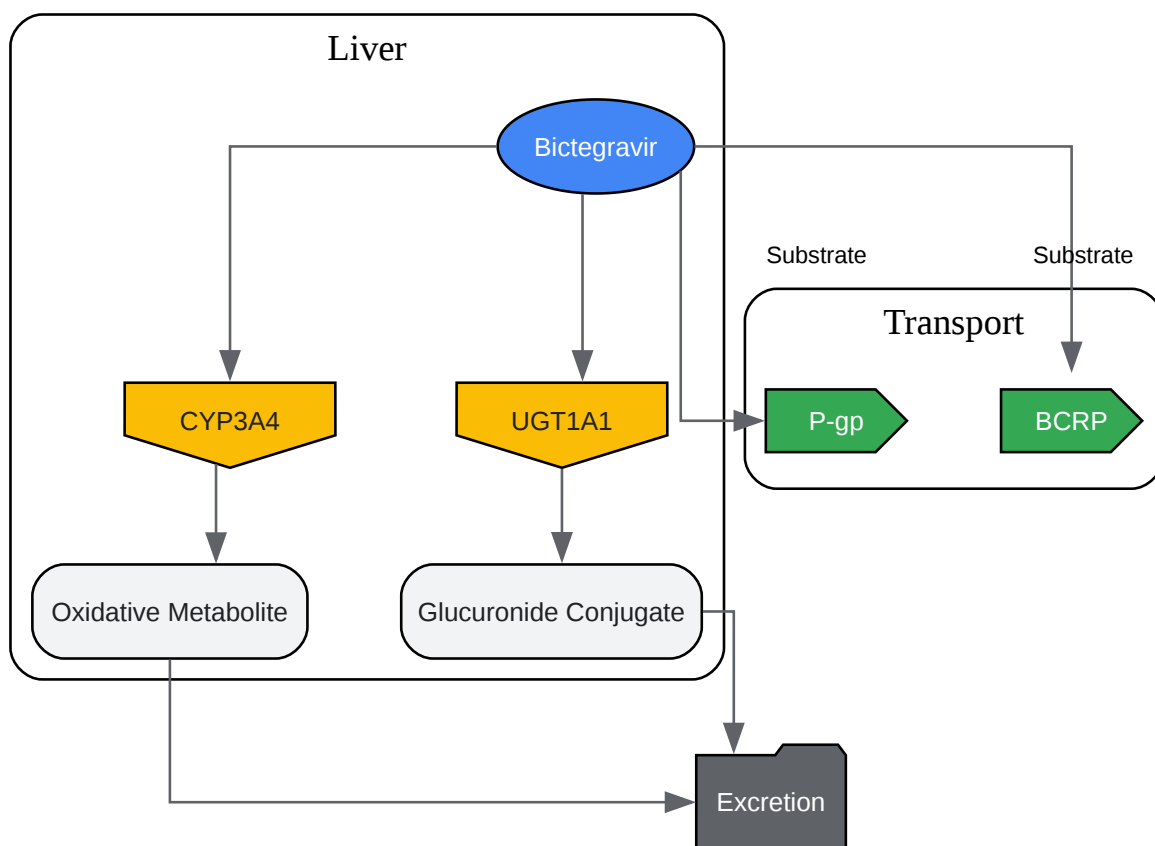 Liver
Bictegravir
Substrate
Substrate
Transport
CYP3A4
UGT1A1
P-gp
BCRP
Oxidative Metabolite
Glucuronide Conjugate
Excretion